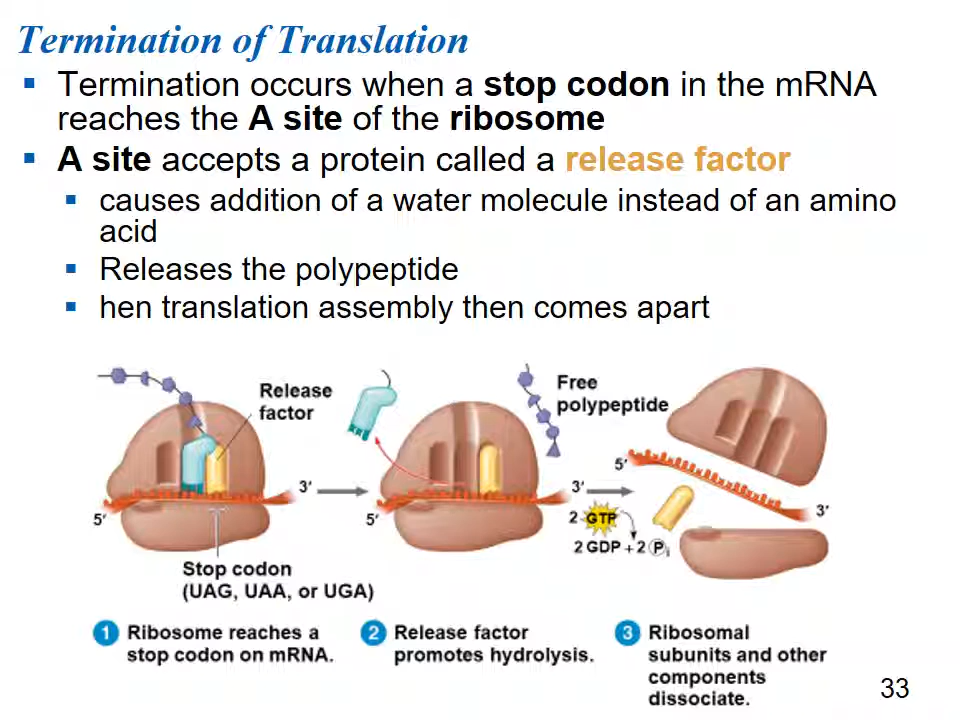 Termination of Translation
▪ Termination occurs when a stop codon in the mRNA
reaches the A site of the ribosome
▪ A site accepts a protein called a release factor
▪ causes addition of a water molecule instead of an amino
acid
▪ Releases the polypeptide
▪ hen translation assembly then comes apart
Release
factor
Free
polypeptide
5′
3′
5′
3′
5′
3′
2 GTP
2 GDP + 2 Pi
Stop codon
(UAG, UAA, or UGA)
1 Ribosome reaches a
stop codon on mRNA.
2 Release factor
promotes hydrolysis.
3 Ribosomal
subunits and other
components
dissociate.
33